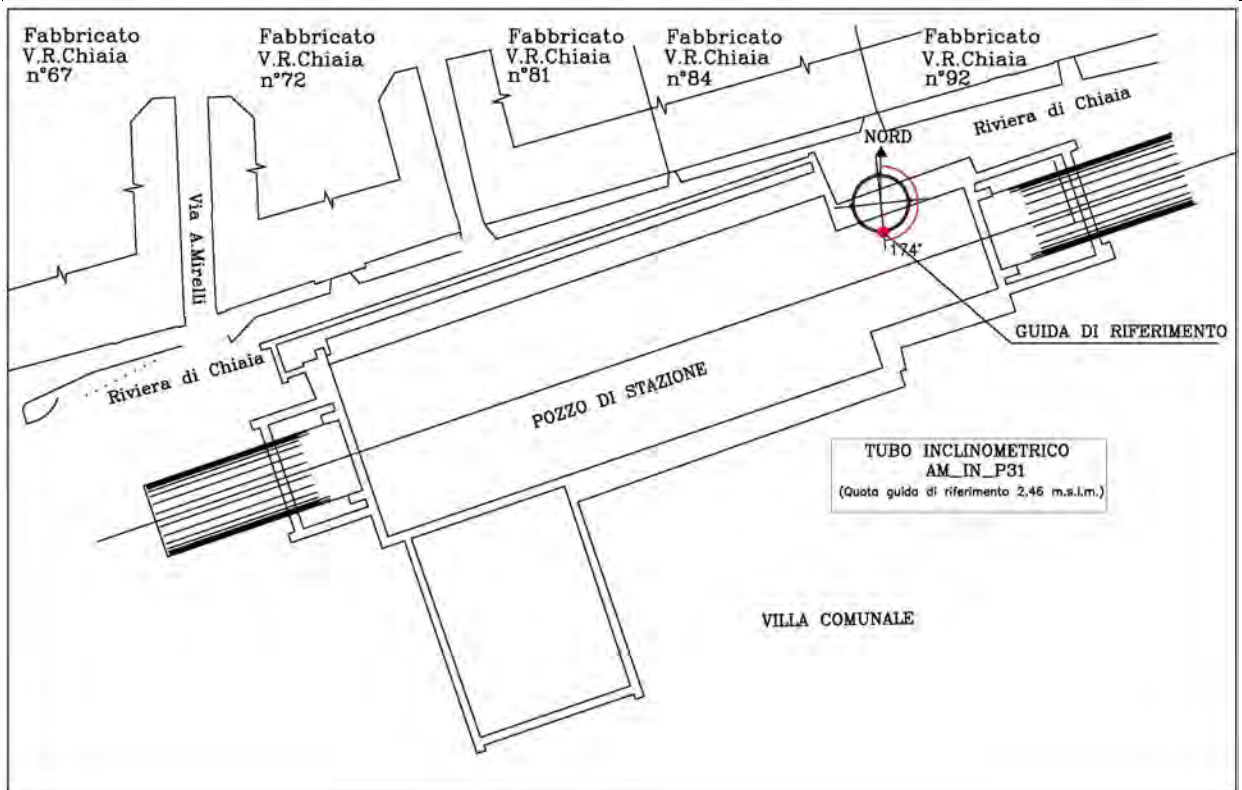 Fabbricato
V.R.Chiaia
n°67
Fabbricato
V.R.Chiaia
n°72
Fabbricato
V.R.Chiaia
n°81
Fabbricato
V.R.Chiaia
n°84
Fabbricato
V.R.Chiaia
n°92
Riviera di Chiaia
NORD
174°
Via A.Mirelli
GUIDA DI RIFERIMENTO
Riviera di Chiaia
POZZO DI STAZIONE
TUBO INCLINOMETRICO
AM_IN_P31
(Quota guida di riferimento 2,46 m.s.l.m.)
VILLA COMUNALE